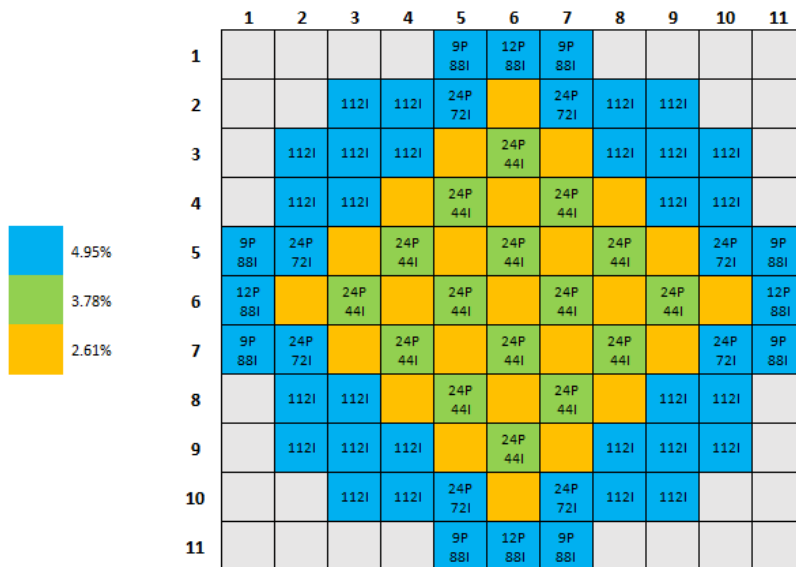 1 2 3 4 5 6 7 8 9 10 11
1 9P 88I 12P 88I 9P 88I
2 112I 112I 24P 72I 24P 72I 112I 112I
3 112I 112I 112I 24P 44I 112I 112I 112I
4 112I 112I 24P 44I 24P 44I 112I 112I
4.95%
3.78%
2.61%
5 9P 88I 24P 72I 24P 44I 24P 44I 24P 44I 24P 72I 9P 88I
6 12P 88I 24P 44I 24P 44I 24P 44I 24P 44I 12P 88I
7 9P 88I 24P 72I 24P 44I 24P 44I 24P 44I 24P 72I 9P 88I
8 112I 112I 24P 44I 24P 44I 112I 112I
9 112I 112I 112I 24P 44I 112I 112I 112I
10 112I 112I 24P 72I 24P 72I 112I 112I
11 9P 88I 12P 88I 9P 88I